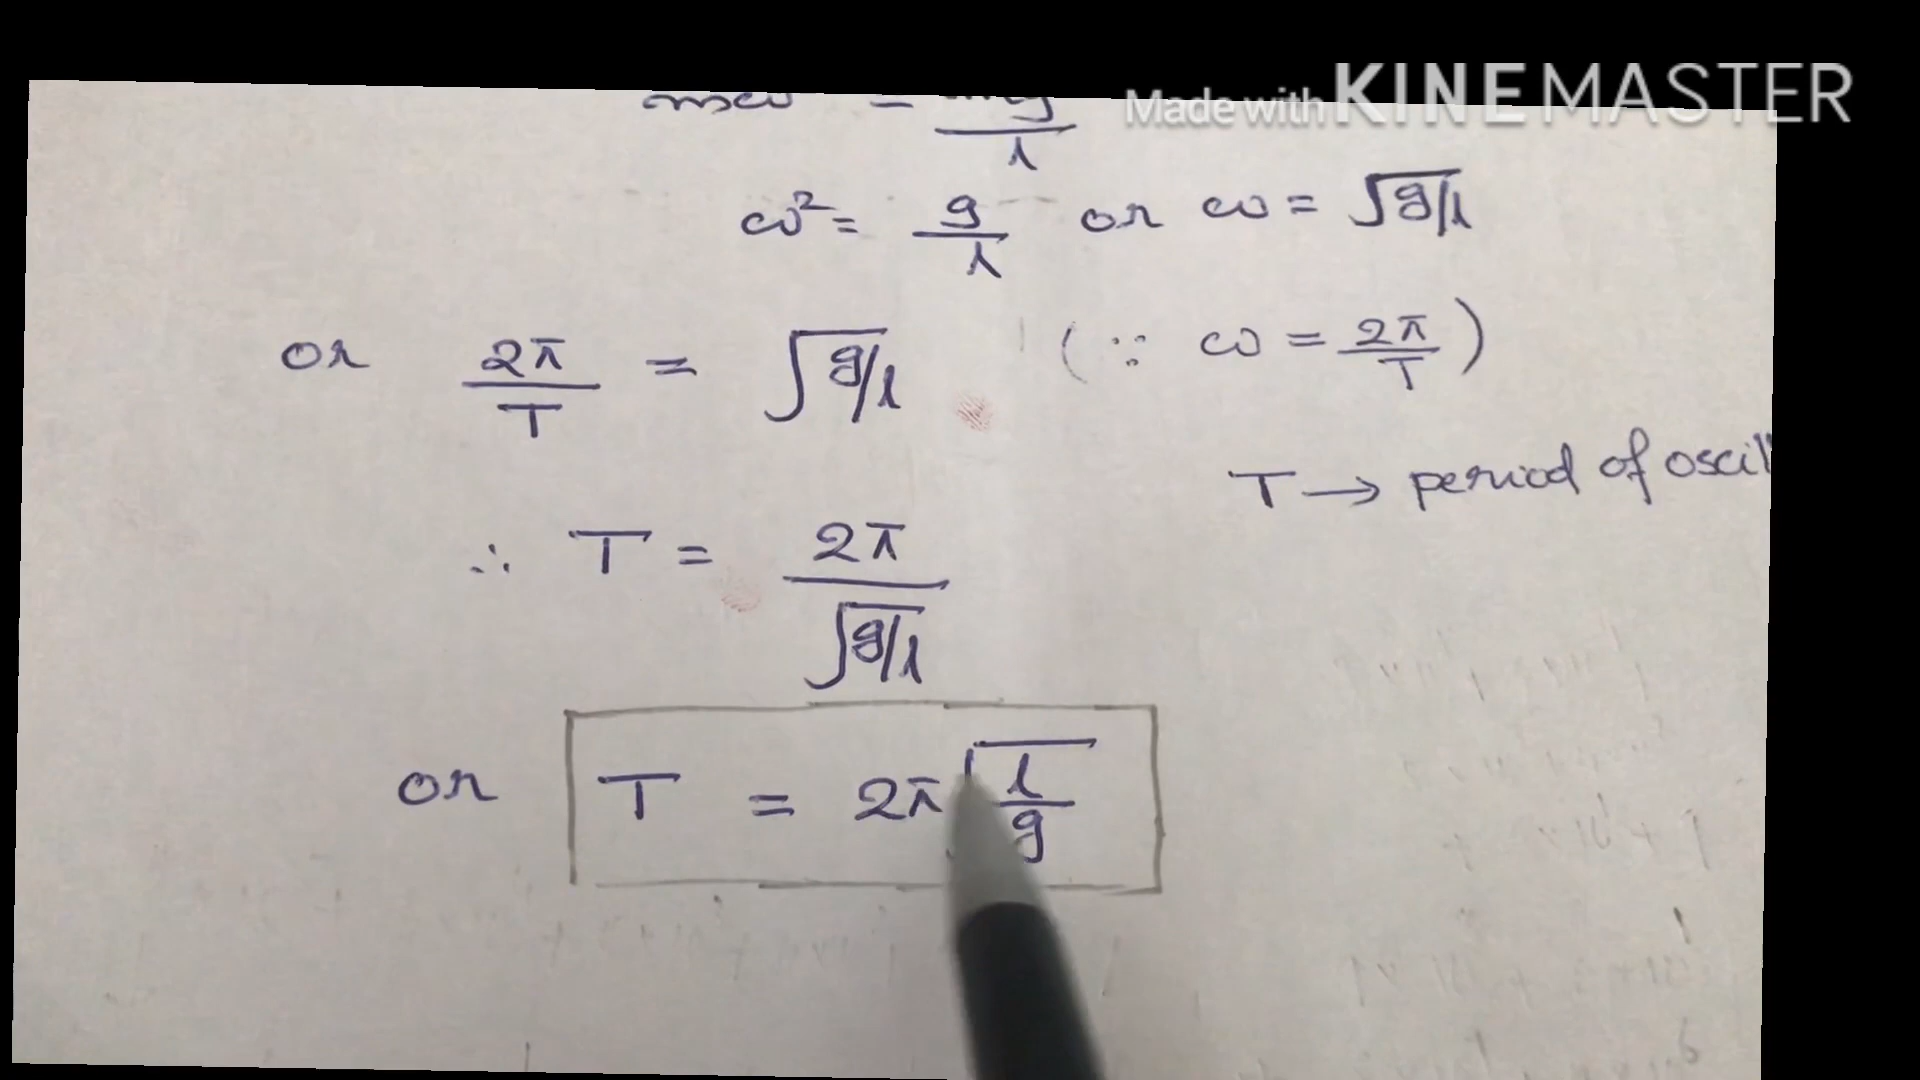 Made with KINEMASTER
l
ω² = g/l or ω = √g/l
or 2π/T = √g/l (∵ ω = 2π/T)
T → period of oscil
∴ T = 2π/√g/l
or T = 2π√l/g